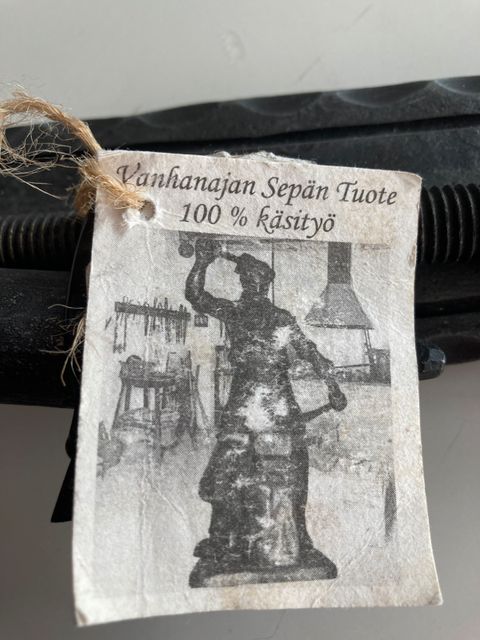 Vanhanajan Sepän Tuote
100 % käsityö